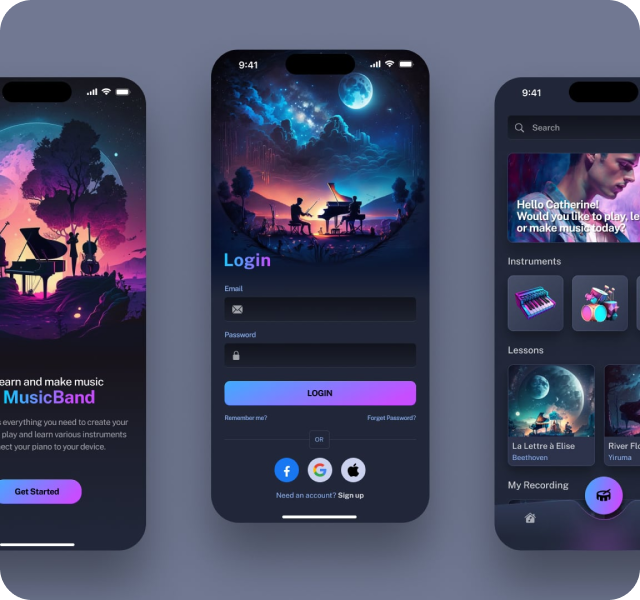 earn and make music
MusicBand
everything you need to create your
play and learn various instruments
nect your piano to your device.
Get Started
9:41
Login
Email
Password
LOGIN
Remember me?
Forget Password?
OR
Need an account? Sign up
9:41
Search
Hello Catherine!
Would you like to play, le
or make music today?
Instruments
Lessons
La Lettre à Elise
Beethoven
River Flo
Yiruma
My Recording